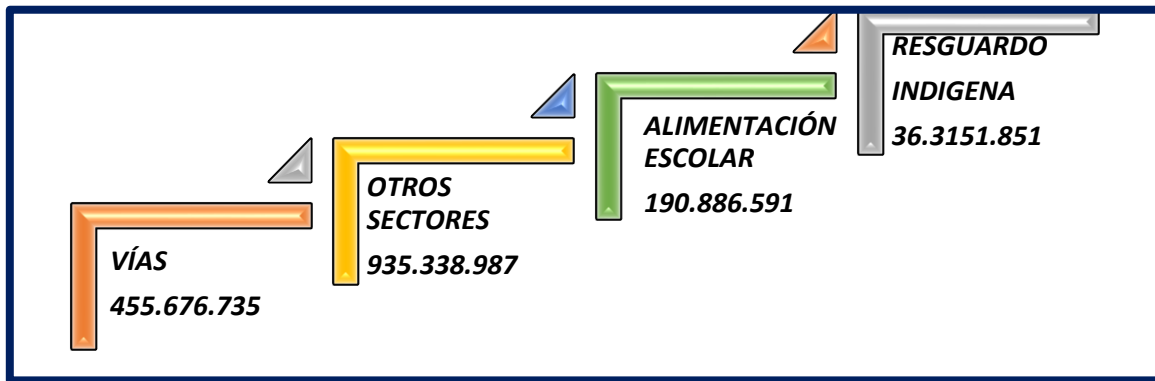 VÍAS
455.676.735
OTROS
SECTORES
935.338.987
ALIMENTACIÓN
ESCOLAR
190.886.591
RESGUARDO
INDIGENA
36.3151.851